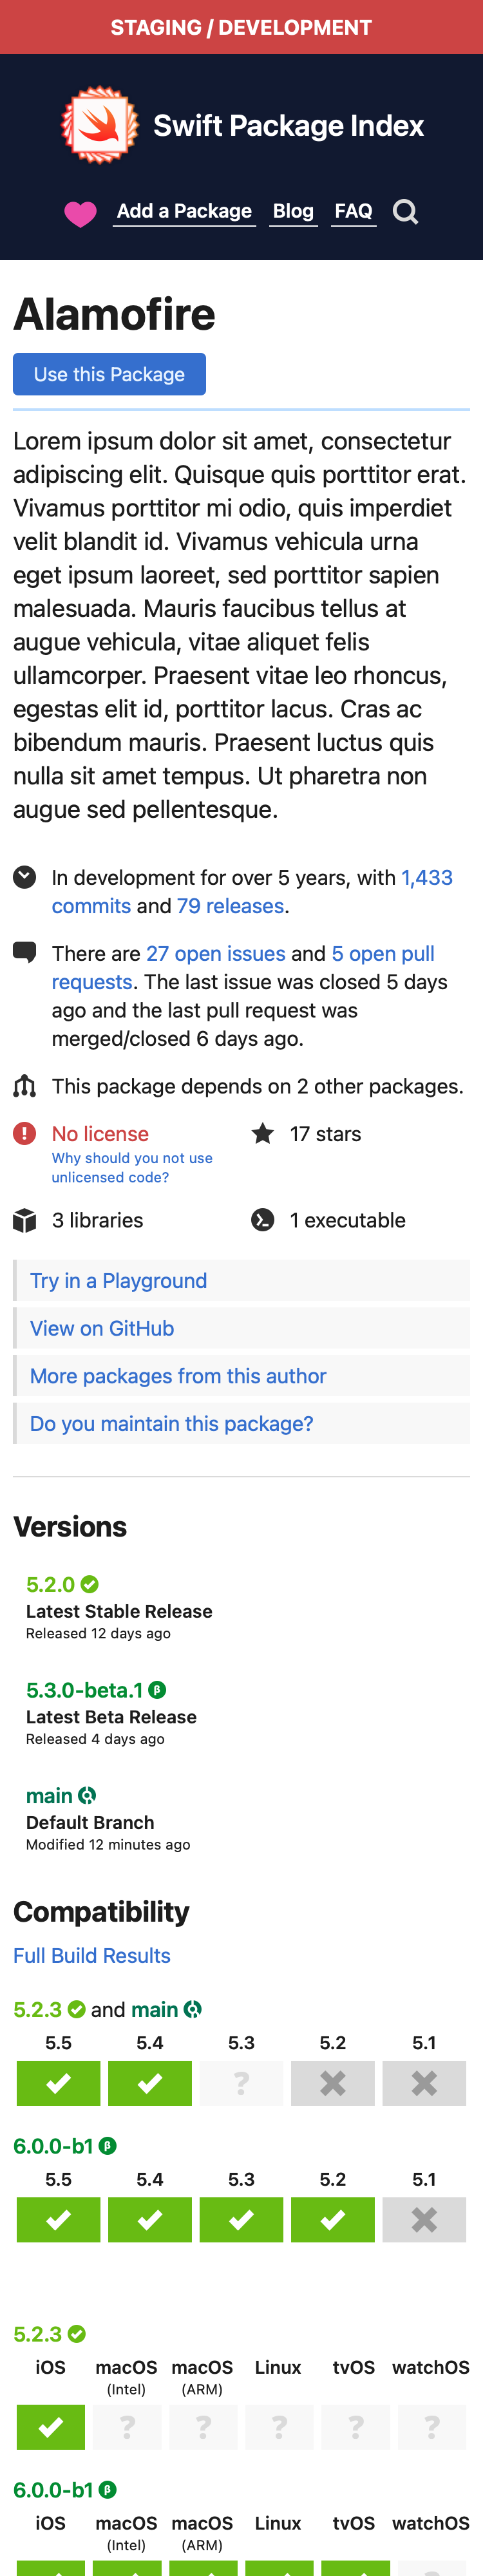 STAGING / DEVELOPMENT
Swift Package Index
Add a Package Blog FAQ
Alamofire
Use this Package
Lorem ipsum dolor sit amet, consectetur
adipiscing elit. Quisque quis porttitor erat.
Vivamus porttitor mi odio, quis imperdiet
velit blandit id. Vivamus vehicula urna
eget ipsum laoreet, sed porttitor sapien
malesuada. Mauris faucibus tellus at
augue vehicula, vitae aliquet felis
ullamcorper. Praesent vitae leo rhoncus,
egestas elit id, porttitor lacus. Cras ac
bibendum mauris. Praesent luctus quis
nulla sit amet tempus. Ut pharetra non
augue sed pellentesque.
In development for over 5 years, with 1,433
commits and 79 releases.
There are 27 open issues and 5 open pull
requests. The last issue was closed 5 days
ago and the last pull request was
merged/closed 6 days ago.
This package depends on 2 other packages.
No license
Why should you not use
unlicensed code?
17 stars
3 libraries
1 executable
Try in a Playground
View on GitHub
More packages from this author
Do you maintain this package?
Versions
5.2.0
Latest Stable Release
Released 12 days ago
5.3.0-beta.1 β
Latest Beta Release
Released 4 days ago
main
Default Branch
Modified 12 minutes ago
Compatibility
Full Build Results
5.2.3 and main
5.5 5.4 5.3 5.2 5.1
?
6.0.0-b1 β
5.5 5.4 5.3 5.2 5.1
5.2.3
iOS macOS macOS Linux tvOS watchOS
(Intel) (ARM)
? ? ? ? ?
6.0.0-b1 β
iOS macOS macOS Linux tvOS watchOS
(Intel) (ARM)